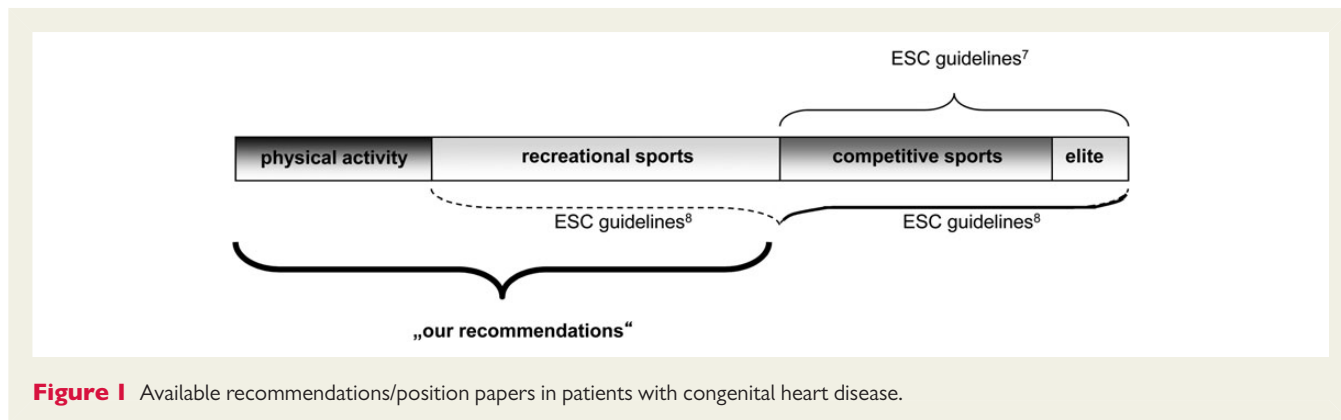 ESC guidelines⁷
physical activity recreational sports competitive sports elite
ESC guidelines⁸ ESC guidelines⁸
„our recommendations“
Figure 1 Available recommendations/position papers in patients with congenital heart disease.